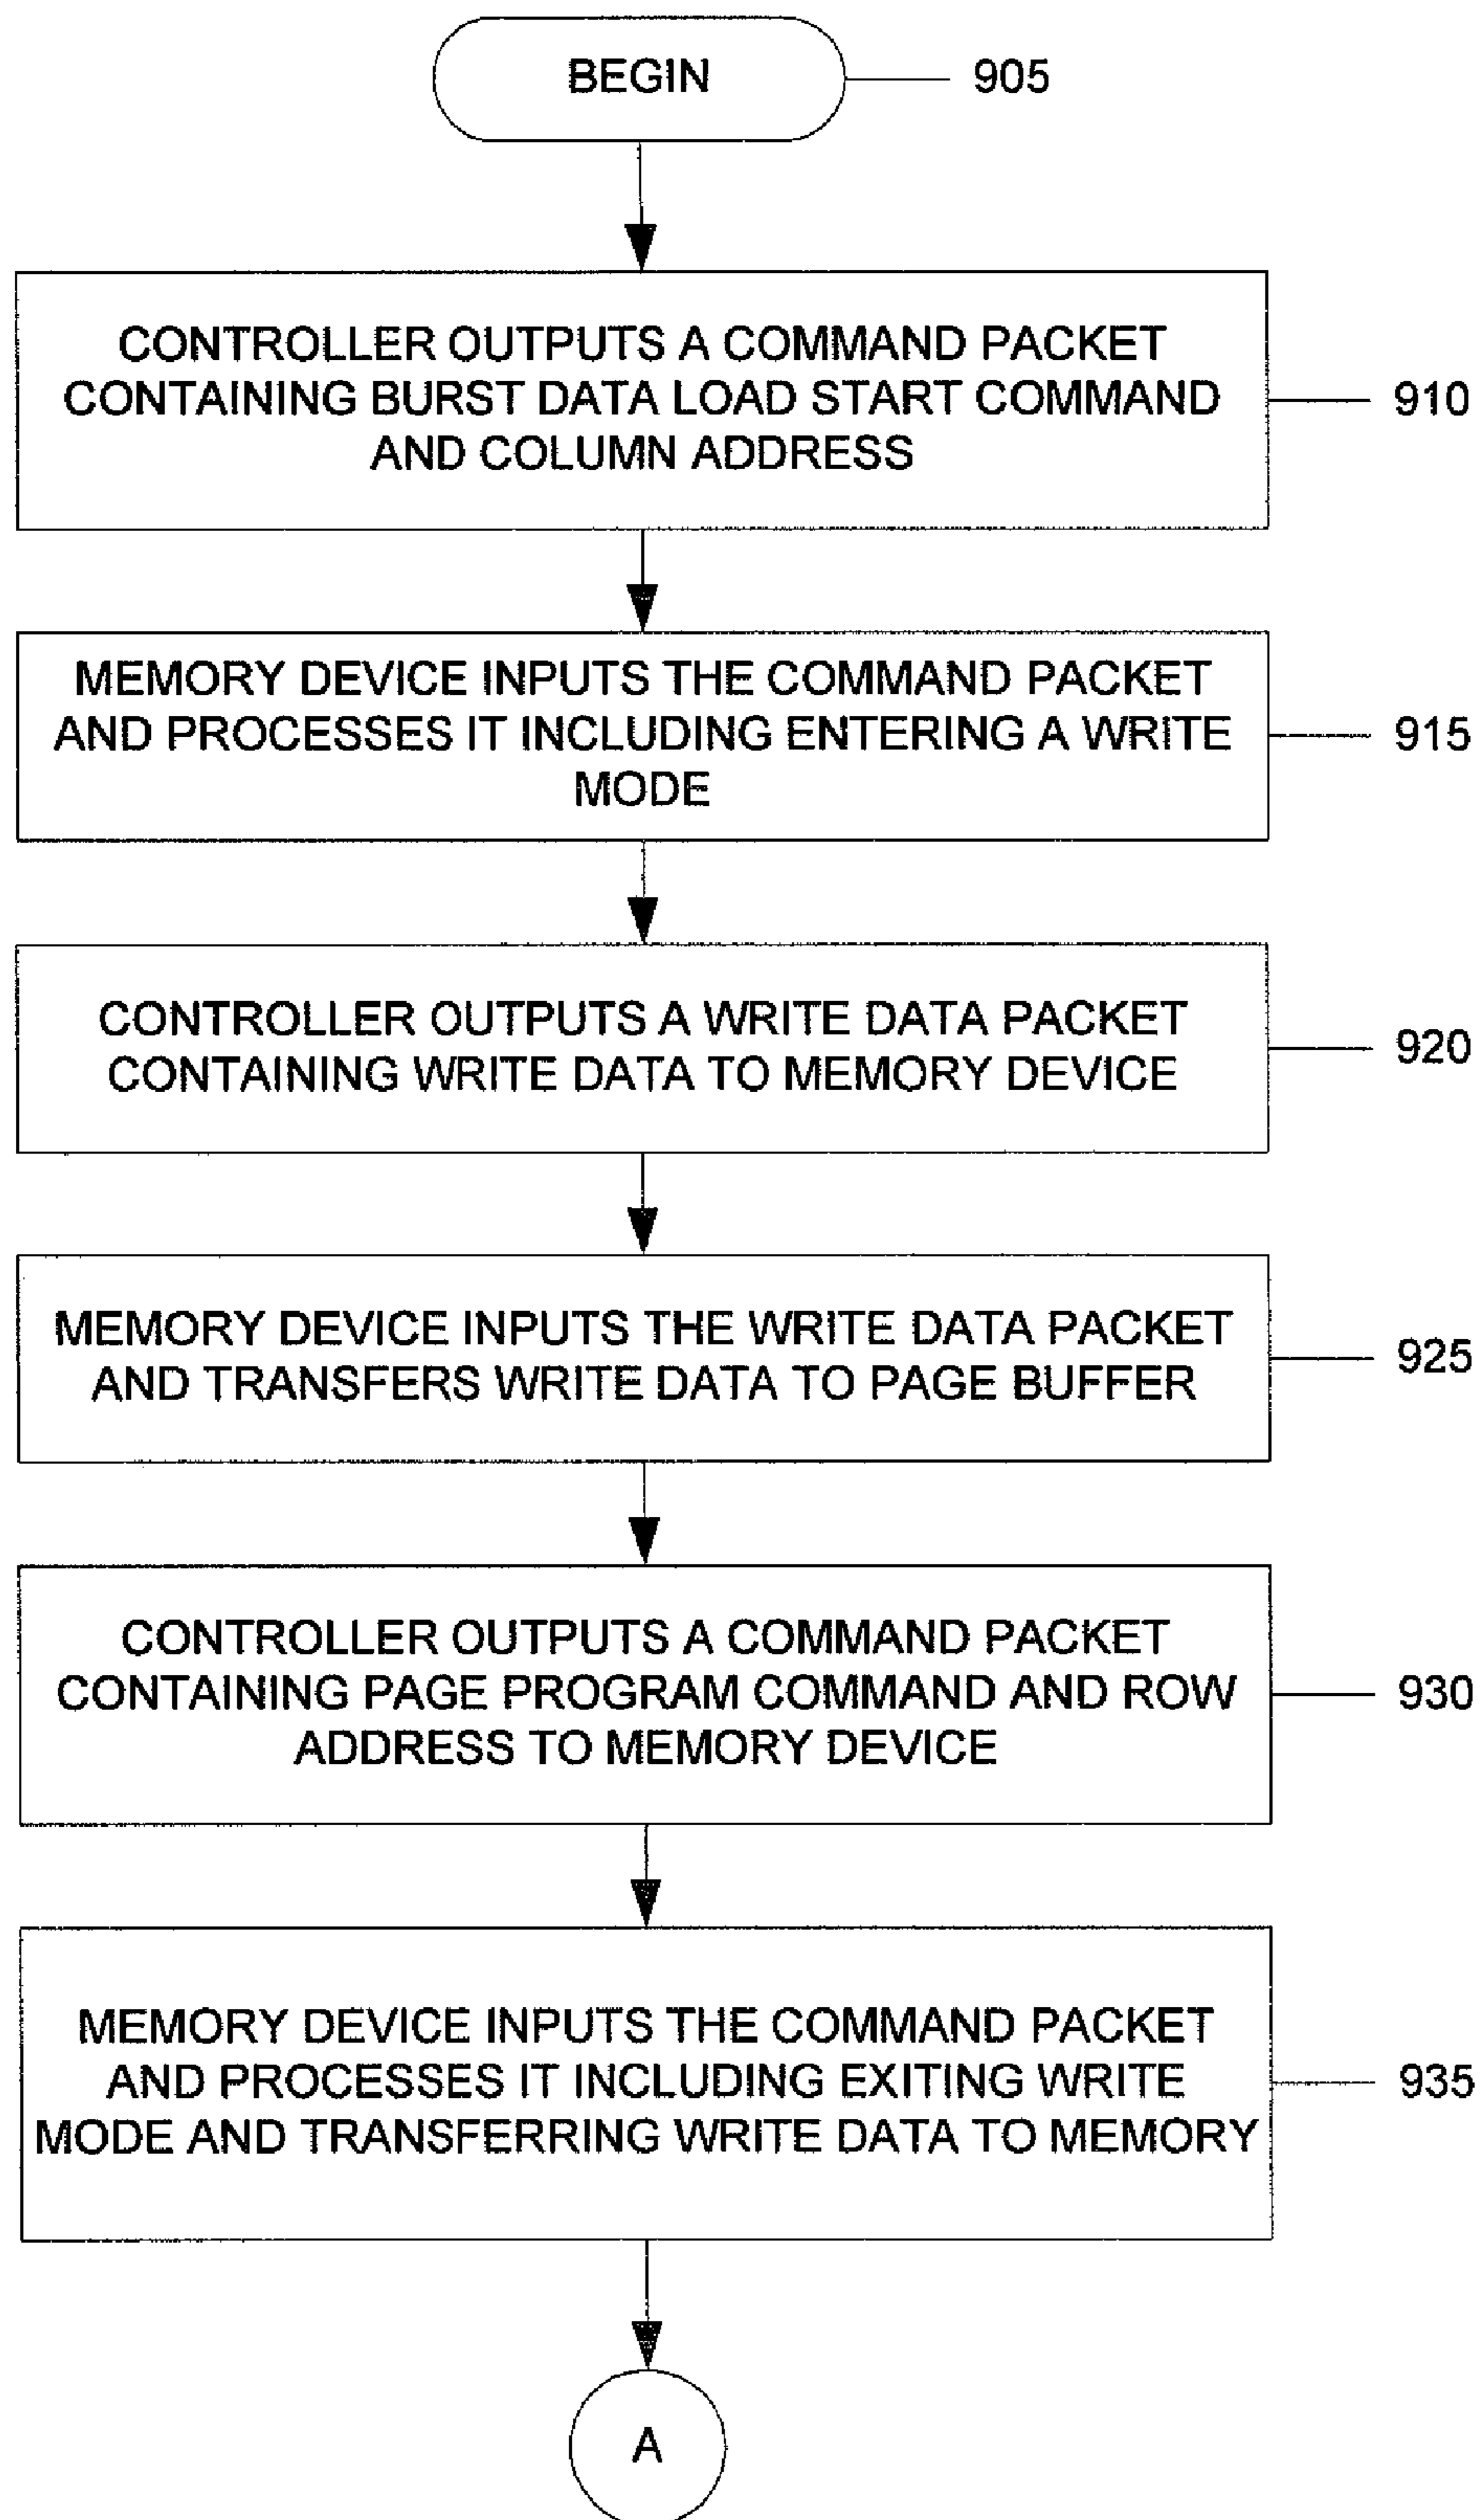 BEGIN
905
CONTROLLER OUTPUTS A COMMAND PACKET
CONTAINING BURST DATA LOAD START COMMAND
AND COLUMN ADDRESS
910
MEMORY DEVICE INPUTS THE COMMAND PACKET
AND PROCESSES IT INCLUDING ENTERING A WRITE
MODE
915
CONTROLLER OUTPUTS A WRITE DATA PACKET
CONTAINING WRITE DATA TO MEMORY DEVICE
920
MEMORY DEVICE INPUTS THE WRITE DATA PACKET
AND TRANSFERS WRITE DATA TO PAGE BUFFER
925
CONTROLLER OUTPUTS A COMMAND PACKET
CONTAINING PAGE PROGRAM COMMAND AND ROW
ADDRESS TO MEMORY DEVICE
930
MEMORY DEVICE INPUTS THE COMMAND PACKET
AND PROCESSES IT INCLUDING EXITING WRITE
MODE AND TRANSFERRING WRITE DATA TO MEMORY
935
A